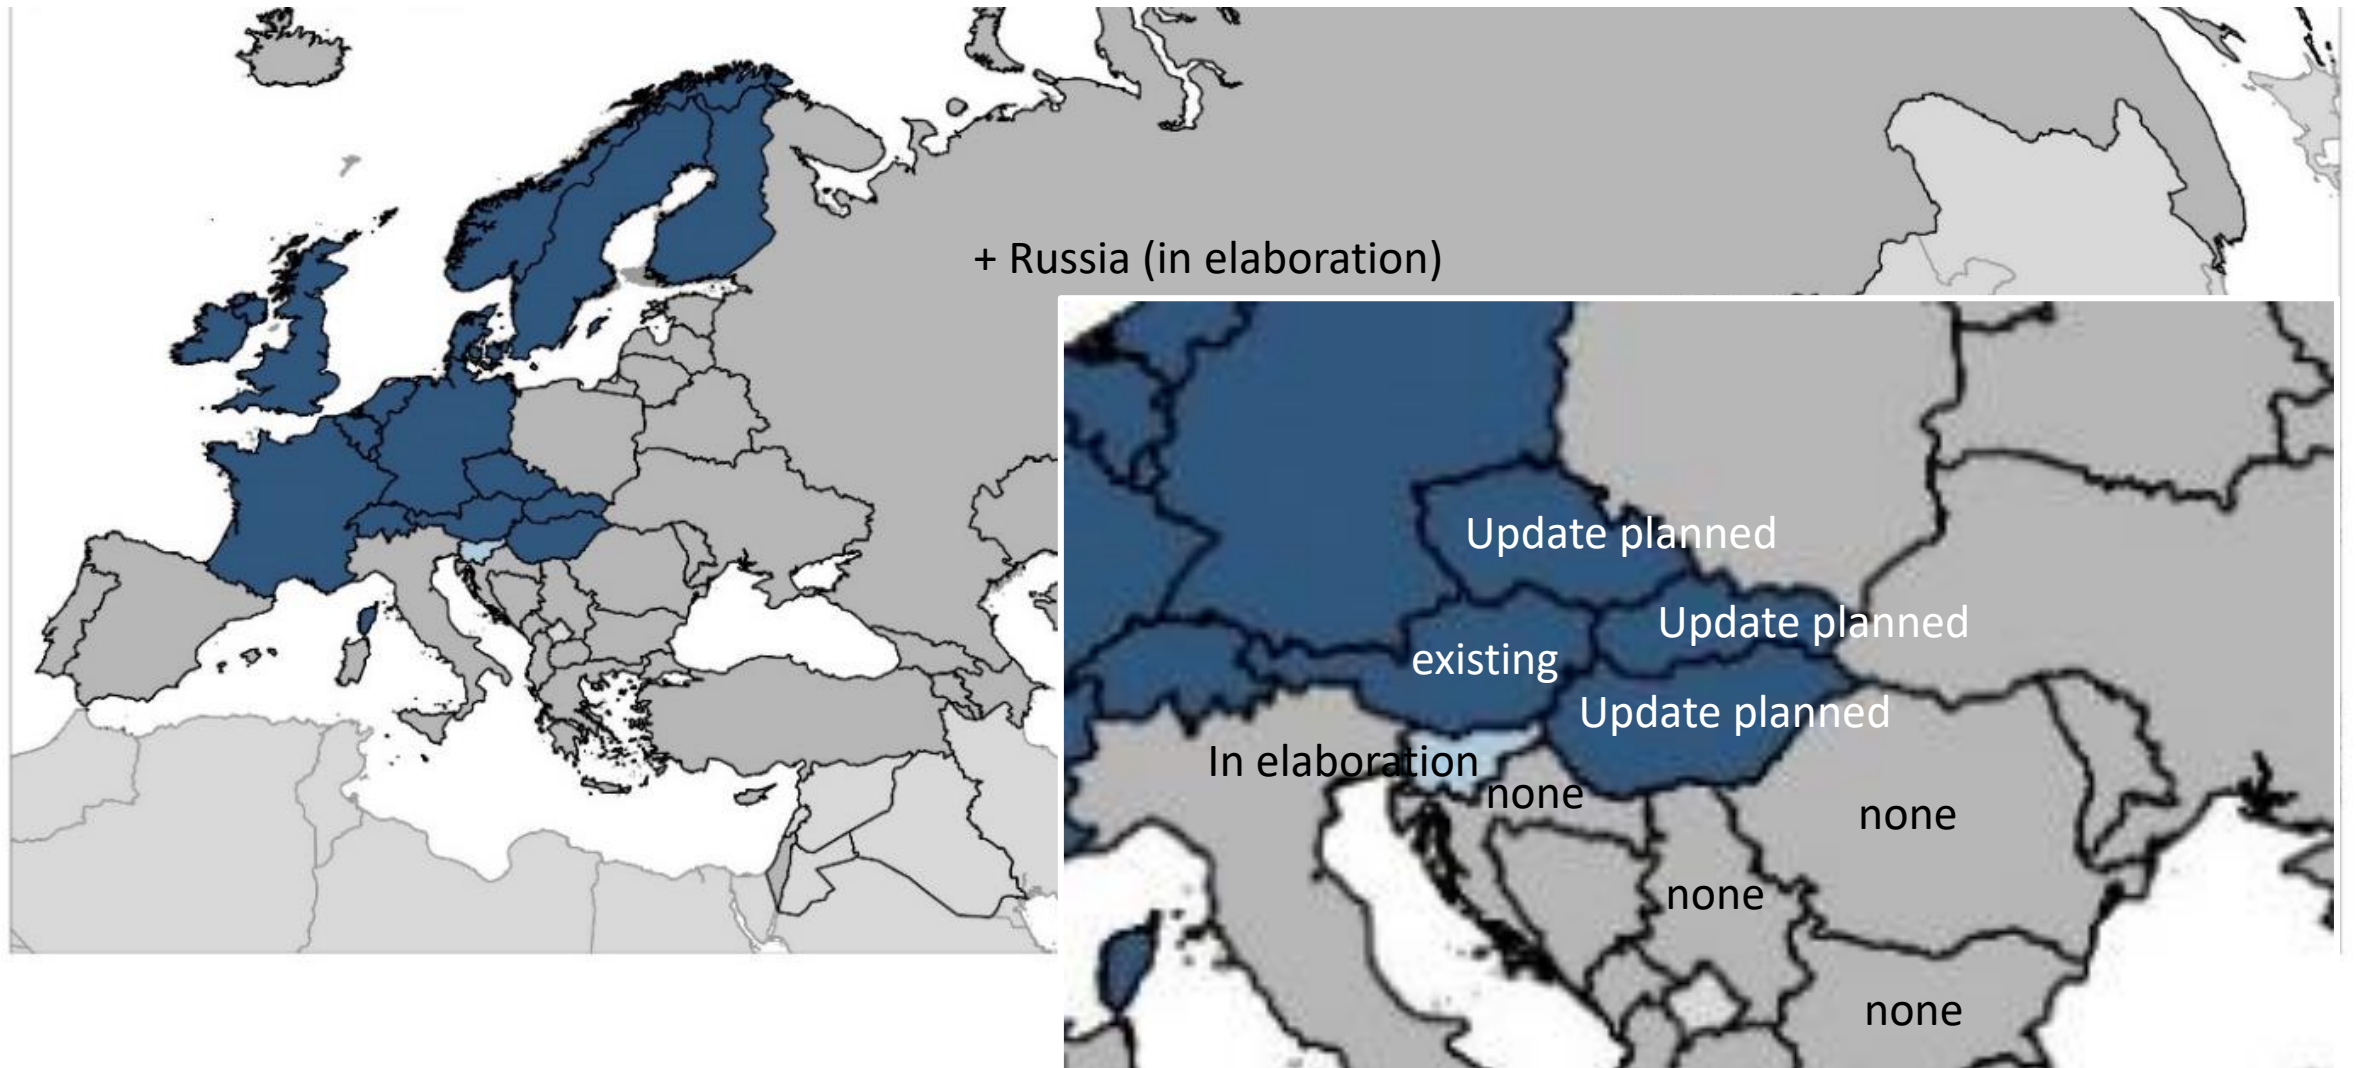 + Russia (in elaboration)
Update planned
Update planned
existing
Update planned
In elaboration
none
none
none
none